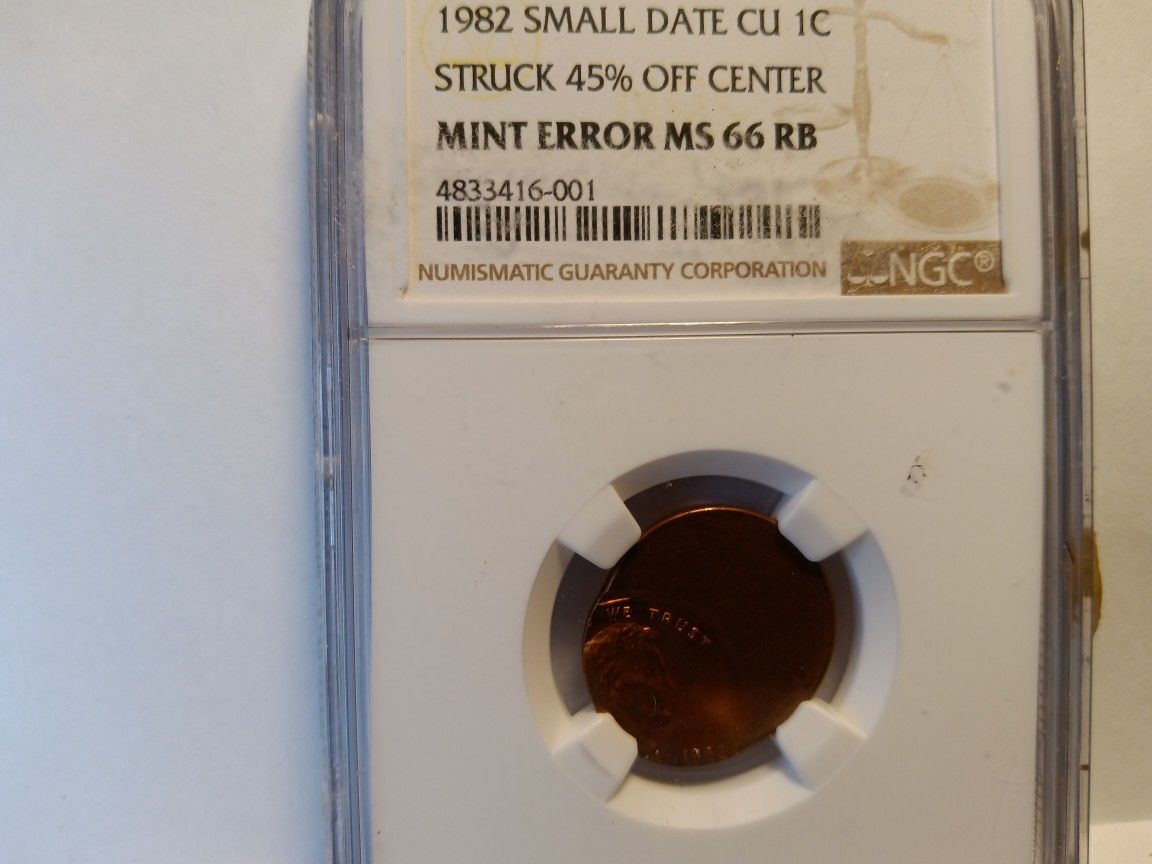 1982 SMALL DATE CU 1C
STRUCK 45% OFF CENTER
MINT ERROR MS 66 RB
4833416-001
NUMISMATIC GUARANTY CORPORATION
NGC®
WE TRUST